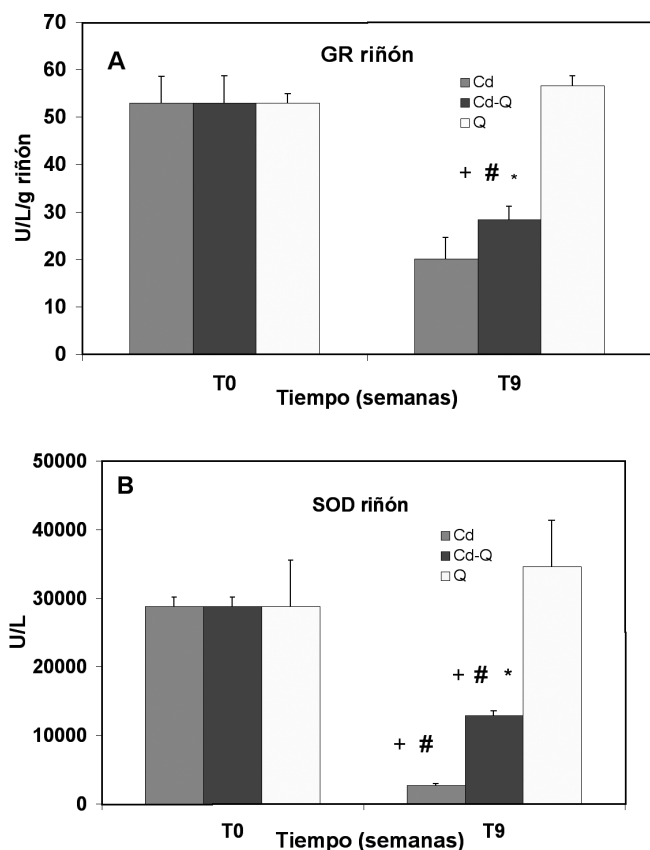 70
A
GR riñón
60
Cd
Cd-Q
Q
50
U/L/g riñón
40
+ # *
30
20
10
0
T0
T9
Tiempo (semanas)
50000
B
SOD riñón
40000
Cd
Cd-Q
Q
30000
U/L
20000
+ # *
10000
+ #
0
T0
T9
Tiempo (semanas)